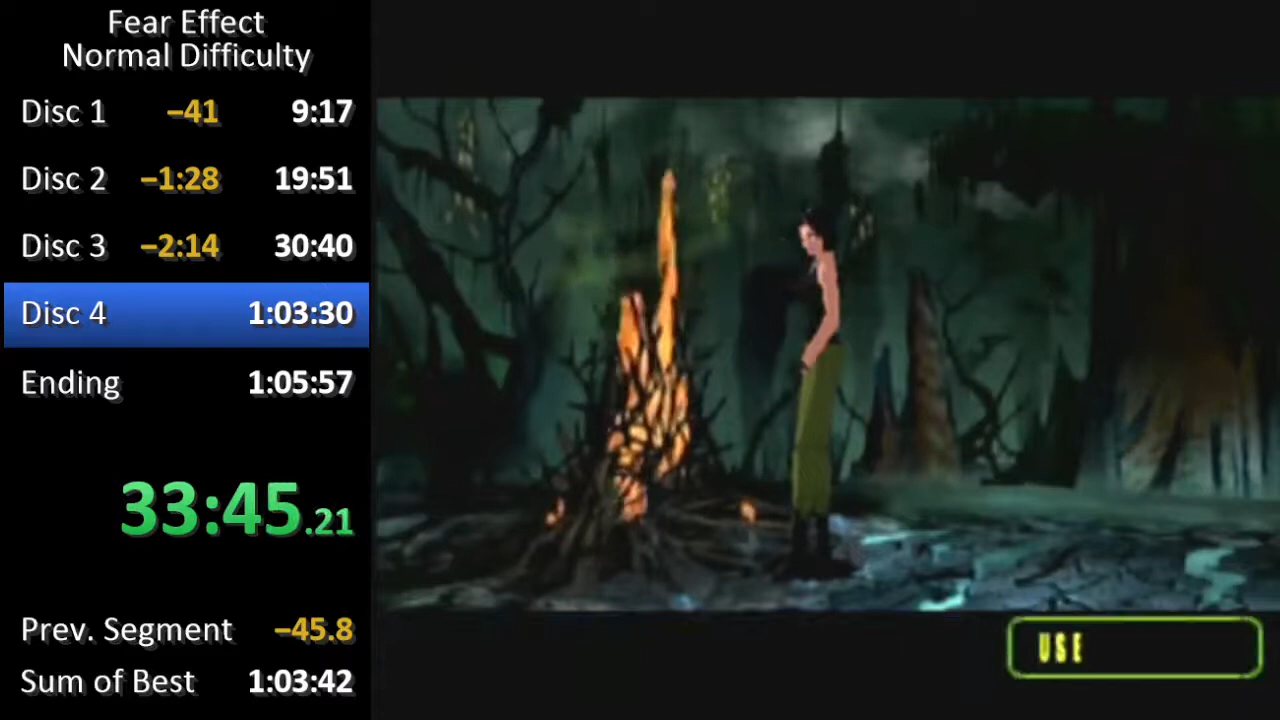 Fear Effect
Normal Difficulty
Disc 1 −41 9:17
Disc 2 −1:28 19:51
Disc 3 −2:14 30:40
Disc 4 1:03:30
Ending 1:05:57
33:45.21
Prev. Segment −45.8
Sum of Best 1:03:42
USE